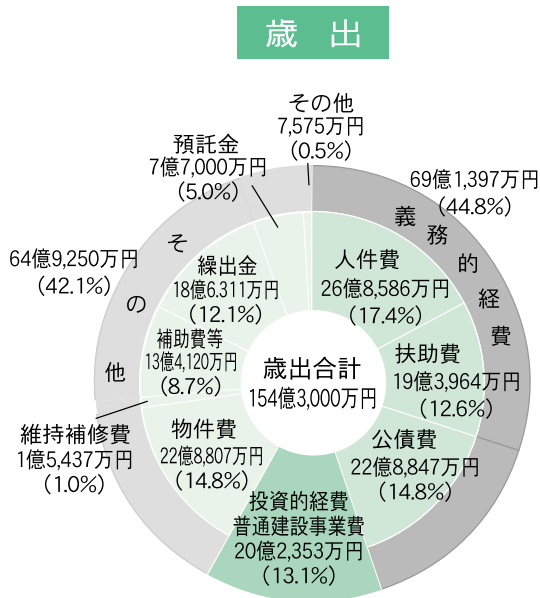 歳 出
その他
7,575万円
(0.5%)
預託金
7億7,000万円
(5.0%)
69億1,397万円
(44.8%)
義務的経費
64億9,250万円
(42.1%)
その他
人件費
26億8,586万円
(17.4%)
繰出金
18億6.311万円
(12.1%)
補助費等
13億4,120万円
(8.7%)
扶助費
19億3,964万円
(12.6%)
歳出合計
154億3,000万円
維持補修費
1億5,437万円
(1.0%)
物件費
22億8,807万円
(14.8%)
公債費
22億8,847万円
(14.8%)
投資的経費
普通建設事業費
20億2,353万円
(13.1%)